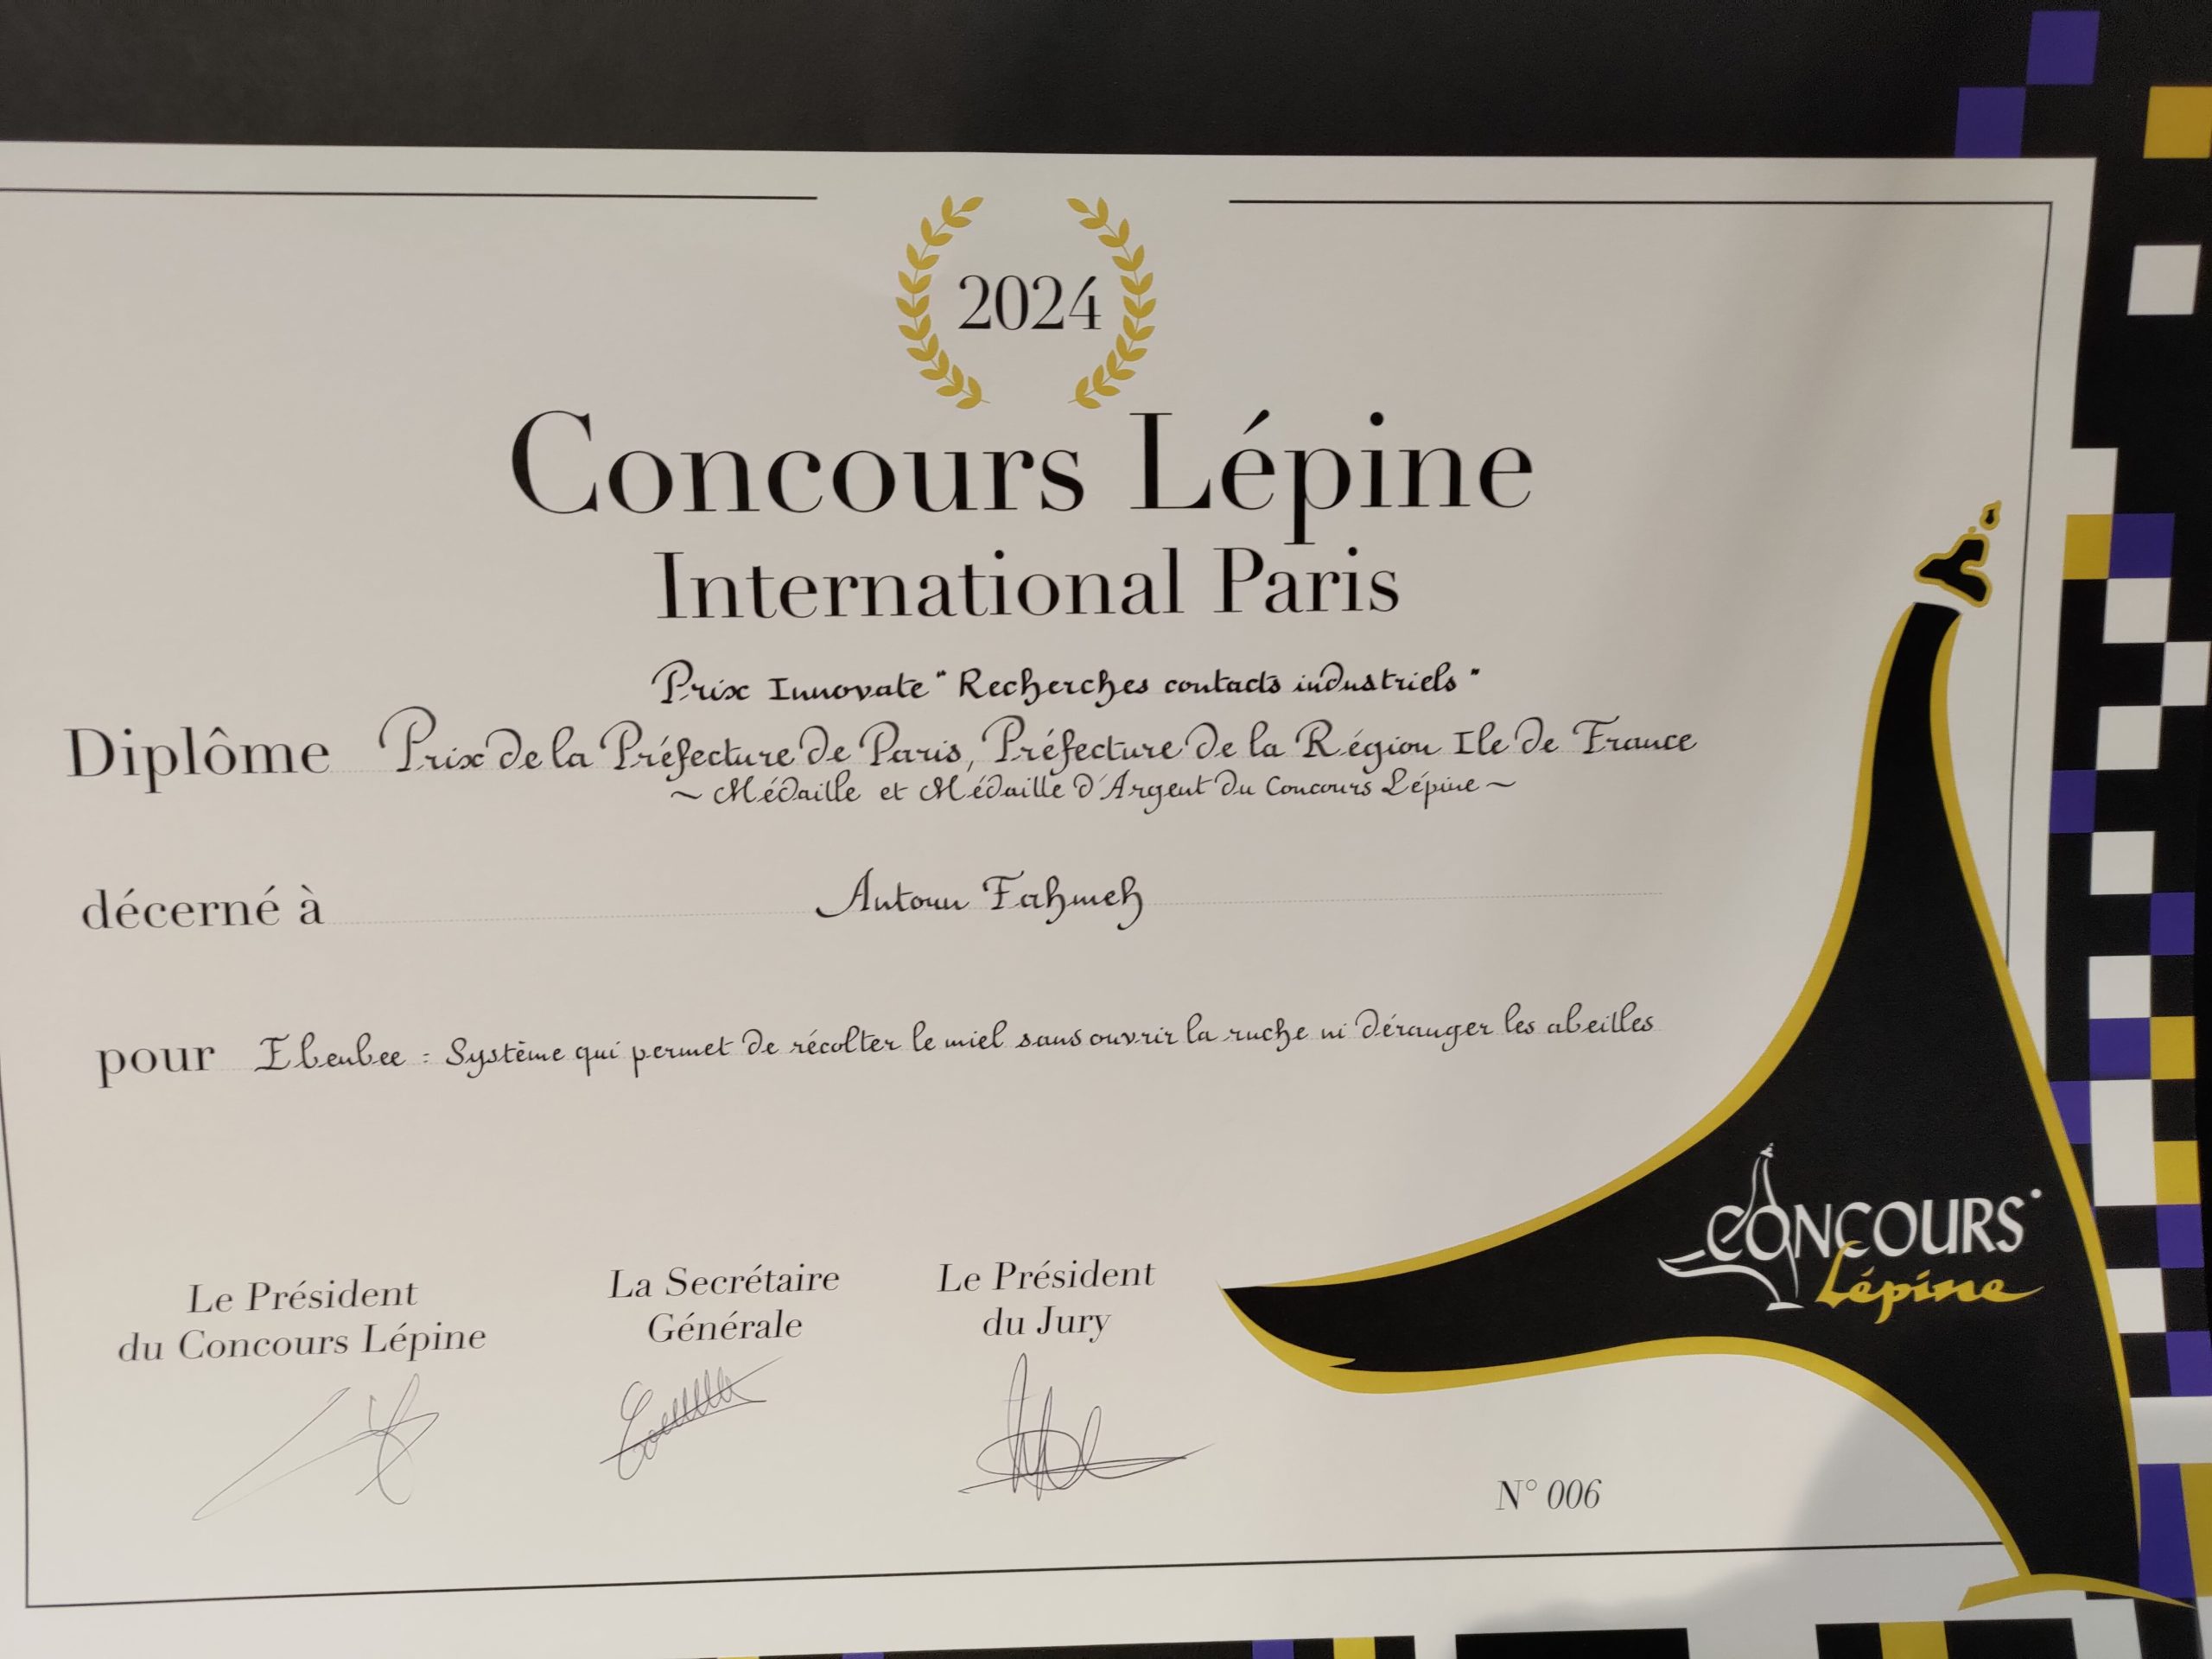 2024
Concours Lépine
International Paris
Prix Innovate "Recherches contacts industriels"
Diplôme Prix de la Préfecture de Paris, Préfecture de la Région Ile de France
~ Médaille et Médaille d'Argent du Concours Lépine ~
décerné à Antoun Fahmeh
pour Ebenbee : Système qui permet de récolter le miel sans ouvrir la ruche ni déranger les abeilles
Le Président
du Concours Lépine
La Secrétaire
Générale
Le Président
du Jury
CONCOURS
Lépine
N° 006